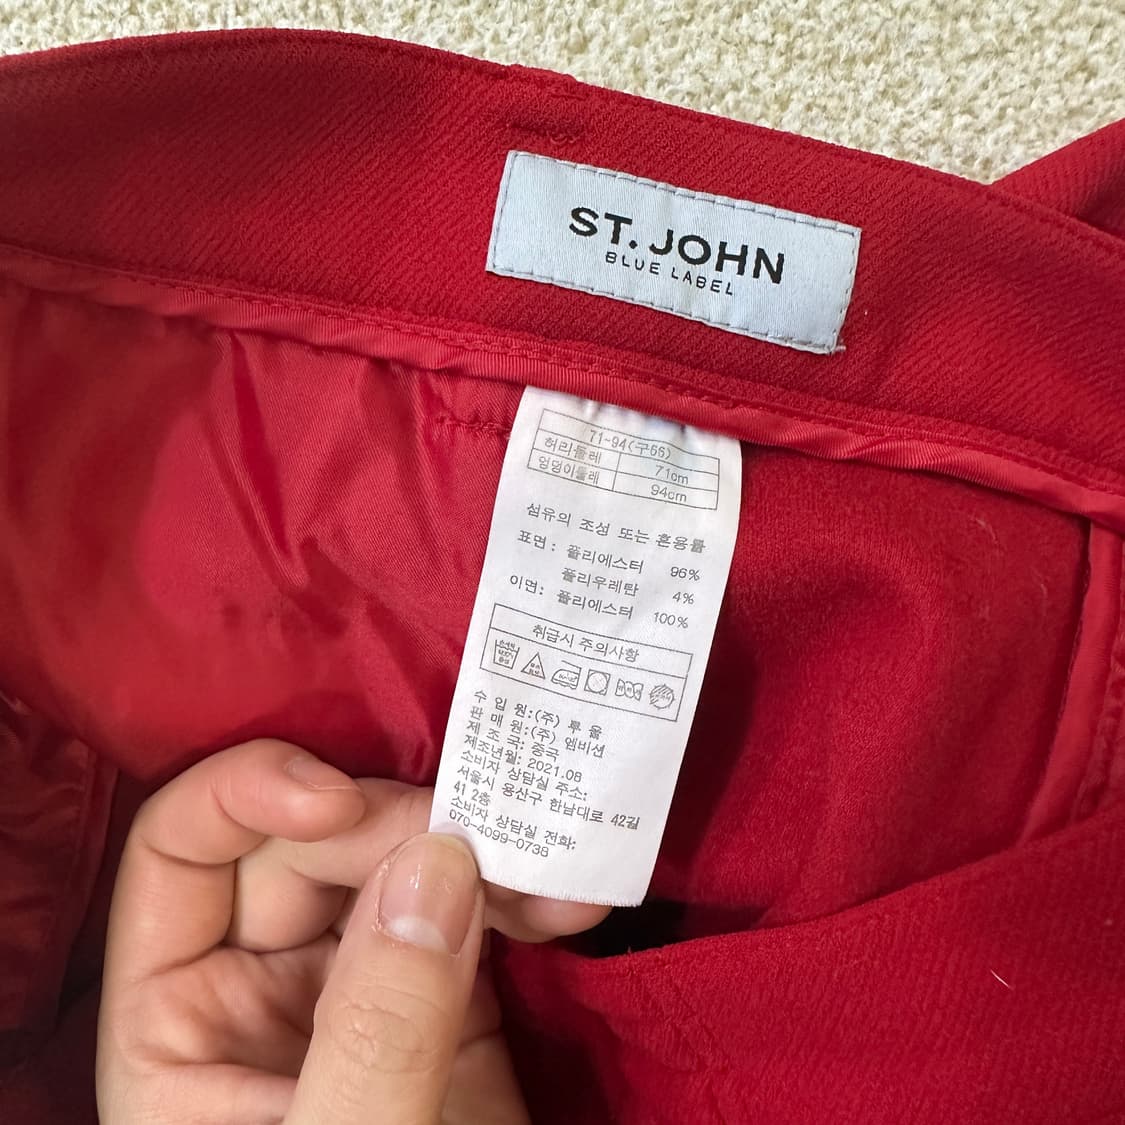 ST. JOHN
BLUE LABEL
71-94(구66)
허리둘레 71cm
엉덩이둘레 94cm
섬유의 조성 또는 혼용률
표면: 폴리에스터 96%
폴리우레탄 4%
이면: 폴리에스터 100%
취급시 주의사항
수 입 원:(주) 루 율
판 매 원:(주) 엠비션
제 조 국: 중국
제조년월: 2021.08
소비자 상담실 주소:
서울시 용산구 한남대로 42길
41 2층
소비자 상담실 전화:
070-4099-0738